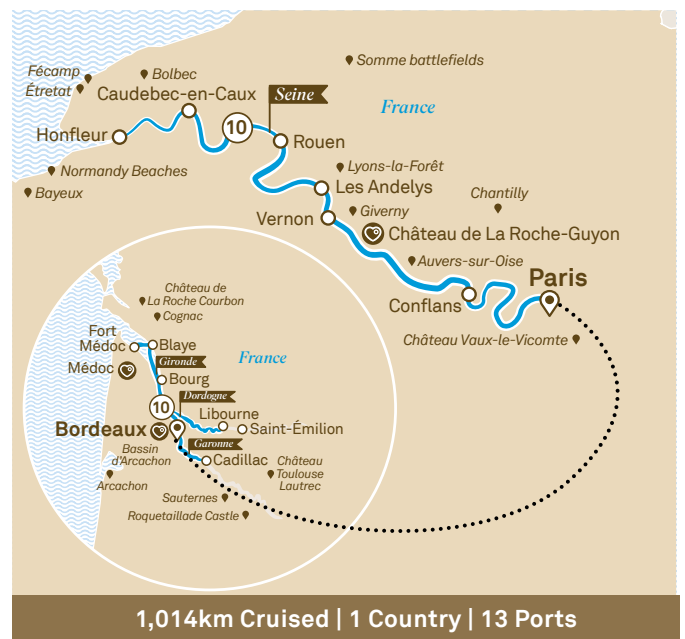 Somme battlefields
Fécamp
Bolbec
Étretat
Caudebec-en-Caux
Seine
France
Honfleur
10
Rouen
Normandy Beaches
Lyons-la-Forêt
Bayeux
Les Andelys
Chantilly
Vernon
Giverny
Château de La Roche-Guyon
Auvers-sur-Oise
Paris
Conflans
Château Vaux-le-Vicomte
Château de
La Roche Courbon
Cognac
Fort
Médoc
Blaye
France
Gironde
Médoc
Bourg
Dordogne
10
Libourne
Bordeaux
Saint-Émilion
Garonne
Bassin
d'Arcachon
Cadillac
Château
Toulouse
Lautrec
Arcachon
Sauternes
Roquetaillade Castle
1,014km Cruised | 1 Country | 13 Ports